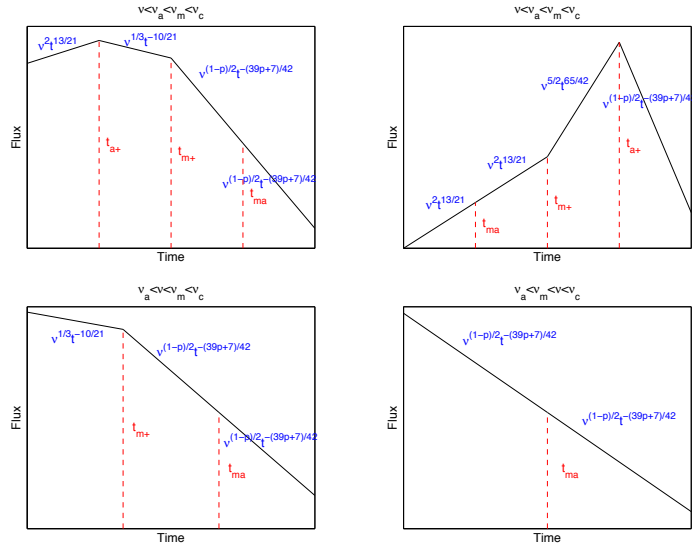 ν<ν_a<ν_m<ν_c
ν^2t^13/21
ν^1/3t^−10/21
ν^(1−p)/2t^−(39p+7)/42
t_a+
t_m+
ν^(1−p)/2t^−(39p+7)/42
t_ma
Flux
Time
ν<ν_a<ν_m<ν_c
ν^5/2t^65/42
ν^(1−p)/2t^−(39p+7)/4
t_a+
ν^2t^13/21
ν^2t^13/21
t_ma
t_m+
Flux
Time
ν_a<ν<ν_m<ν_c
ν^1/3t^−10/21
ν^(1−p)/2t^−(39p+7)/42
t_m+
ν^(1−p)/2t^−(39p+7)/42
t_ma
Flux
Time
ν_a<ν_m<ν<ν_c
ν^(1−p)/2t^−(39p+7)/42
ν^(1−p)/2t^−(39p+7)/42
t_ma
Flux
Time